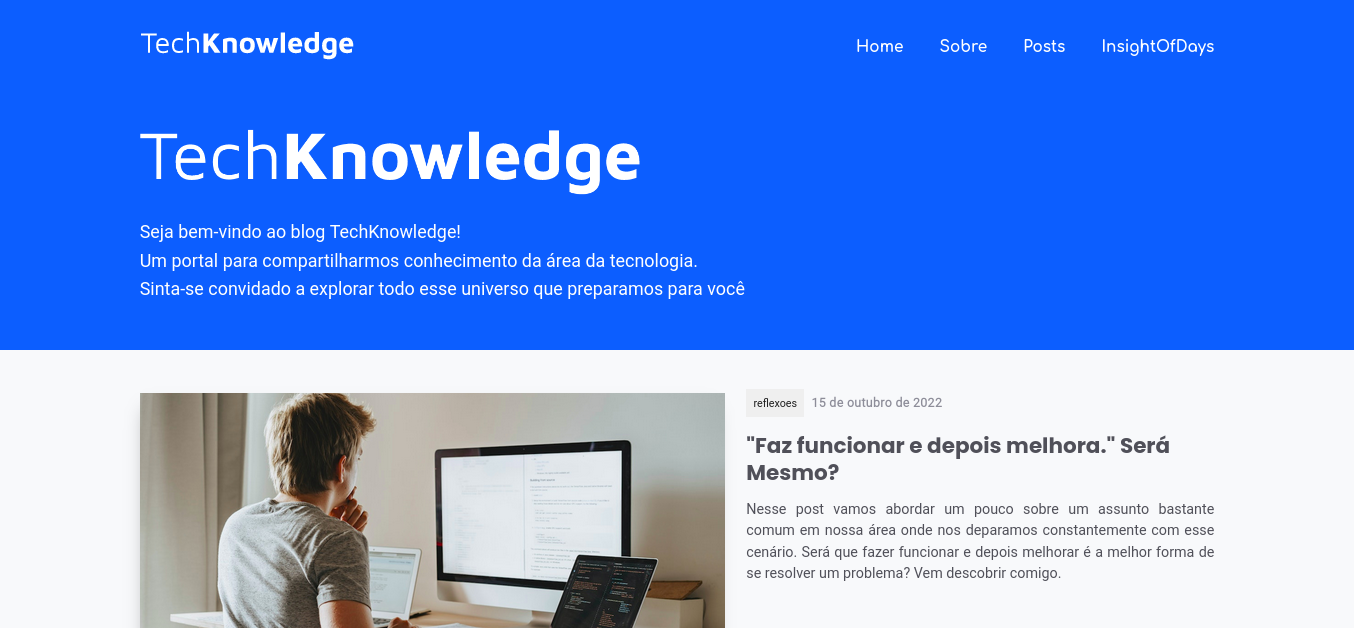 TechKnowledge
Home Sobre Posts InsightOfDays
TechKnowledge
Seja bem-vindo ao blog TechKnowledge!
Um portal para compartilharmos conhecimento da área da tecnologia.
Sinta-se convidado a explorar todo esse universo que preparamos para você
reflexoes 15 de outubro de 2022
"Faz funcionar e depois melhora." Será
Mesmo?
Nesse post vamos abordar um pouco sobre um assunto bastante
comum em nossa área onde nos deparamos constantemente com esse
cenário. Será que fazer funcionar e depois melhorar é a melhor forma de
se resolver um problema? Vem descobrir comigo.